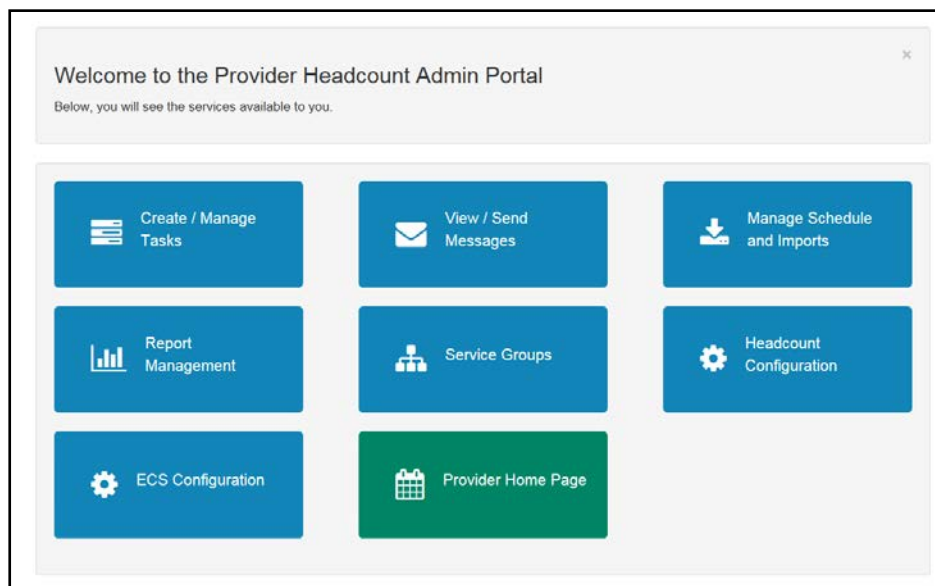 Welcome to the Provider Headcount Admin Portal
×
Below, you will see the services available to you.
Create / Manage
Tasks
View / Send
Messages
Manage Schedule
and Imports
Report
Management
Service Groups
Headcount
Configuration
ECS Configuration
Provider Home Page